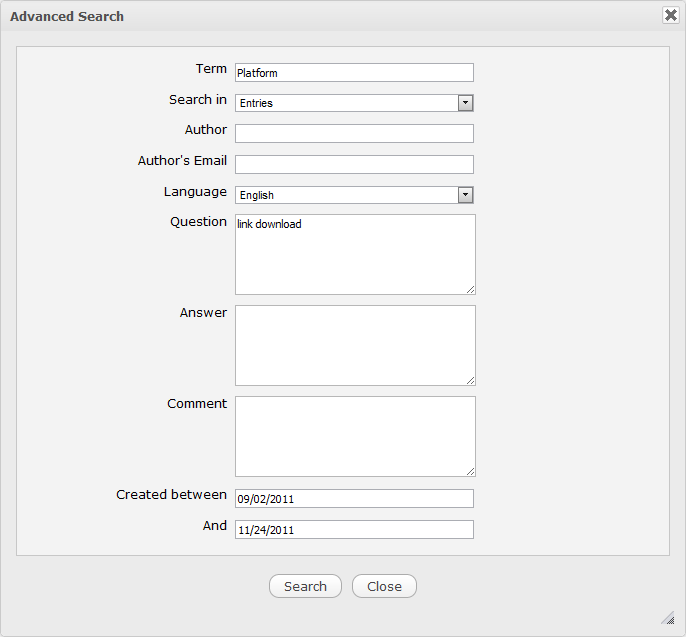 Advanced Search
Term Platform
Search in Entries
Author
Author's Email
Language English
Question link download
Answer
Comment
Created between 09/02/2011
And 11/24/2011
Search Close